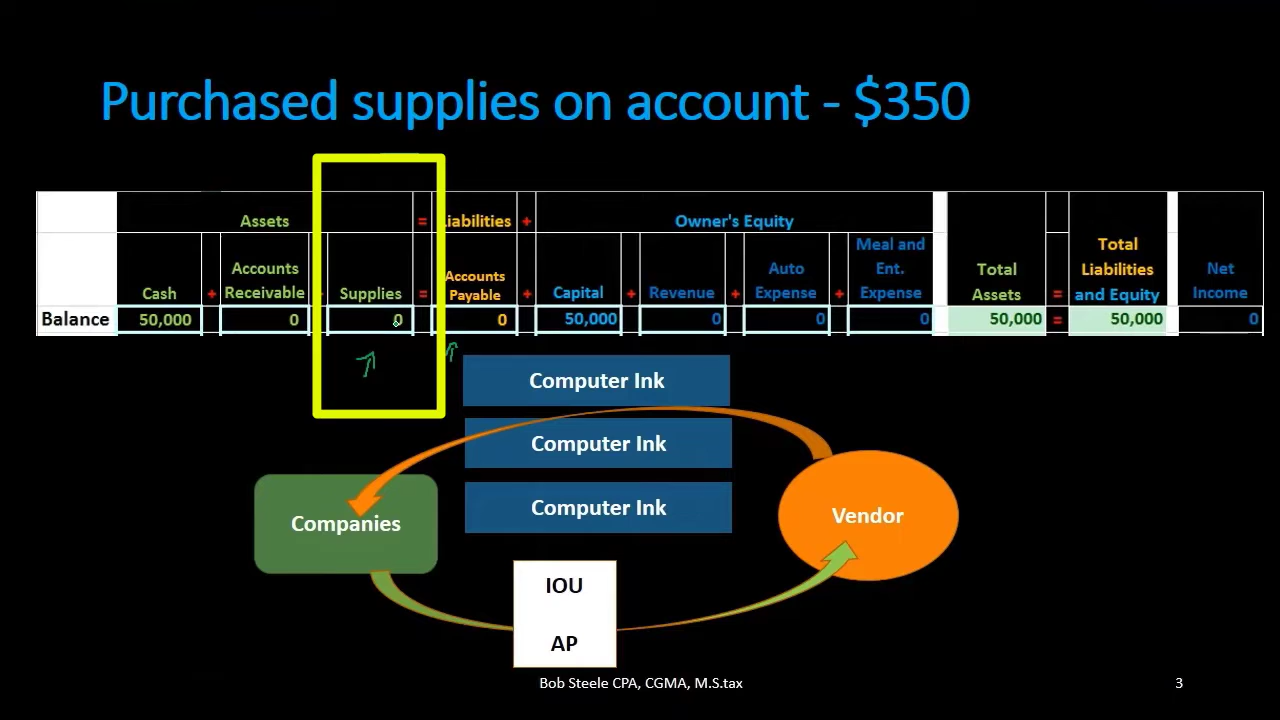 Purchased supplies on account - $350
Assets = Liabilities + Owner's Equity
Cash + Accounts Receivable Supplies = Accounts Payable + Capital + Revenue + Auto Expense + Meal and Ent. Expense Total Assets = Total Liabilities and Equity Net Income
Balance 50,000 0 0 0 50,000 0 0 0 50,000 = 50,000 0
Computer Ink
Computer Ink
Computer Ink
Companies
Vendor
IOU
AP
Bob Steele CPA, CGMA, M.S.tax
3